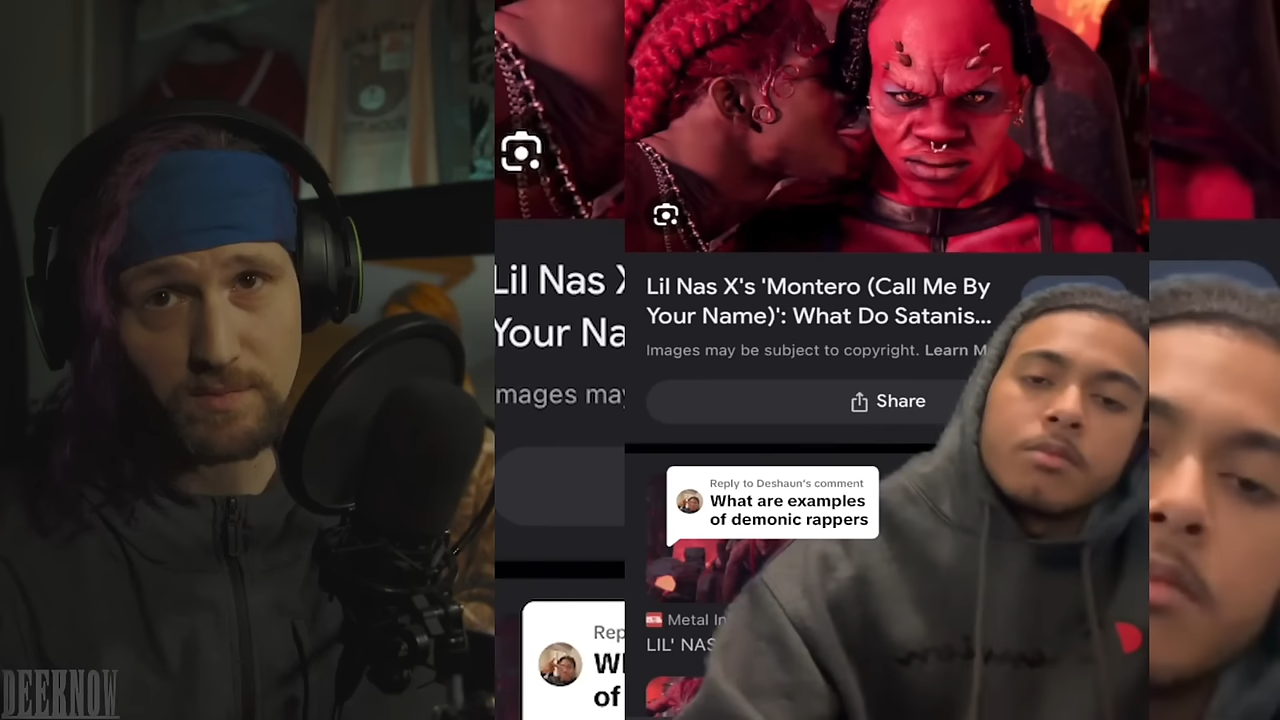 Lil Nas X
Your Na
mages may
Rep
of
Lil Nas X's 'Montero (Call Me By
Your Name)': What Do Satanis...
Images may be subject to copyright. Learn M
Share
Reply to Deshaun's comment
What are examples
of demonic rappers
Metal In
LIL' NAS
DEEKNOW